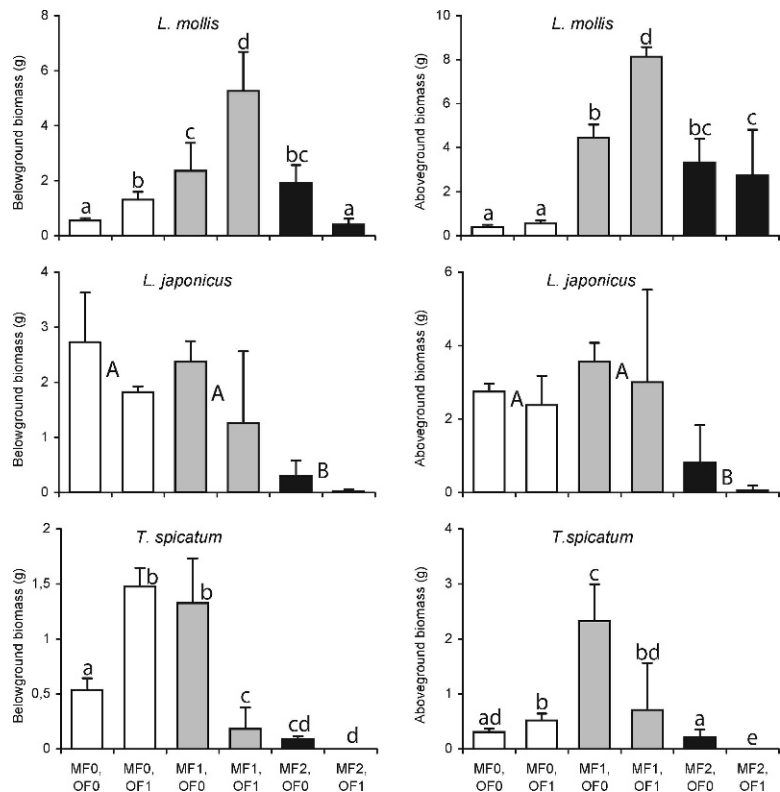 L. mollis
Belowground biomass (g)
8
6
4
2
0
a
b
c
d
bc
a
L. mollis
Aboveground biomass (g)
10
8
6
4
2
0
a
a
b
d
bc
c
L. japonicus
Belowground biomass (g)
4
3
2
1
0
A
A
B
L. japonicus
Aboveground biomass (g)
6
4
2
0
A
A
B
T. spicatum
Belowground biomass (g)
2
1,5
1
0,5
0
a
b
b
c
cd
d
MF0, MF0, MF1, MF1, MF2, MF2,
OF0 OF1 OF0 OF1 OF0 OF1
T.spicatum
Aboveground biomass (g)
4
3
2
1
0
ad
b
c
bd
a
e
MF0, MF0, MF1, MF1, MF2, MF2,
OF0 OF1 OF0 OF1 OF0 OF1